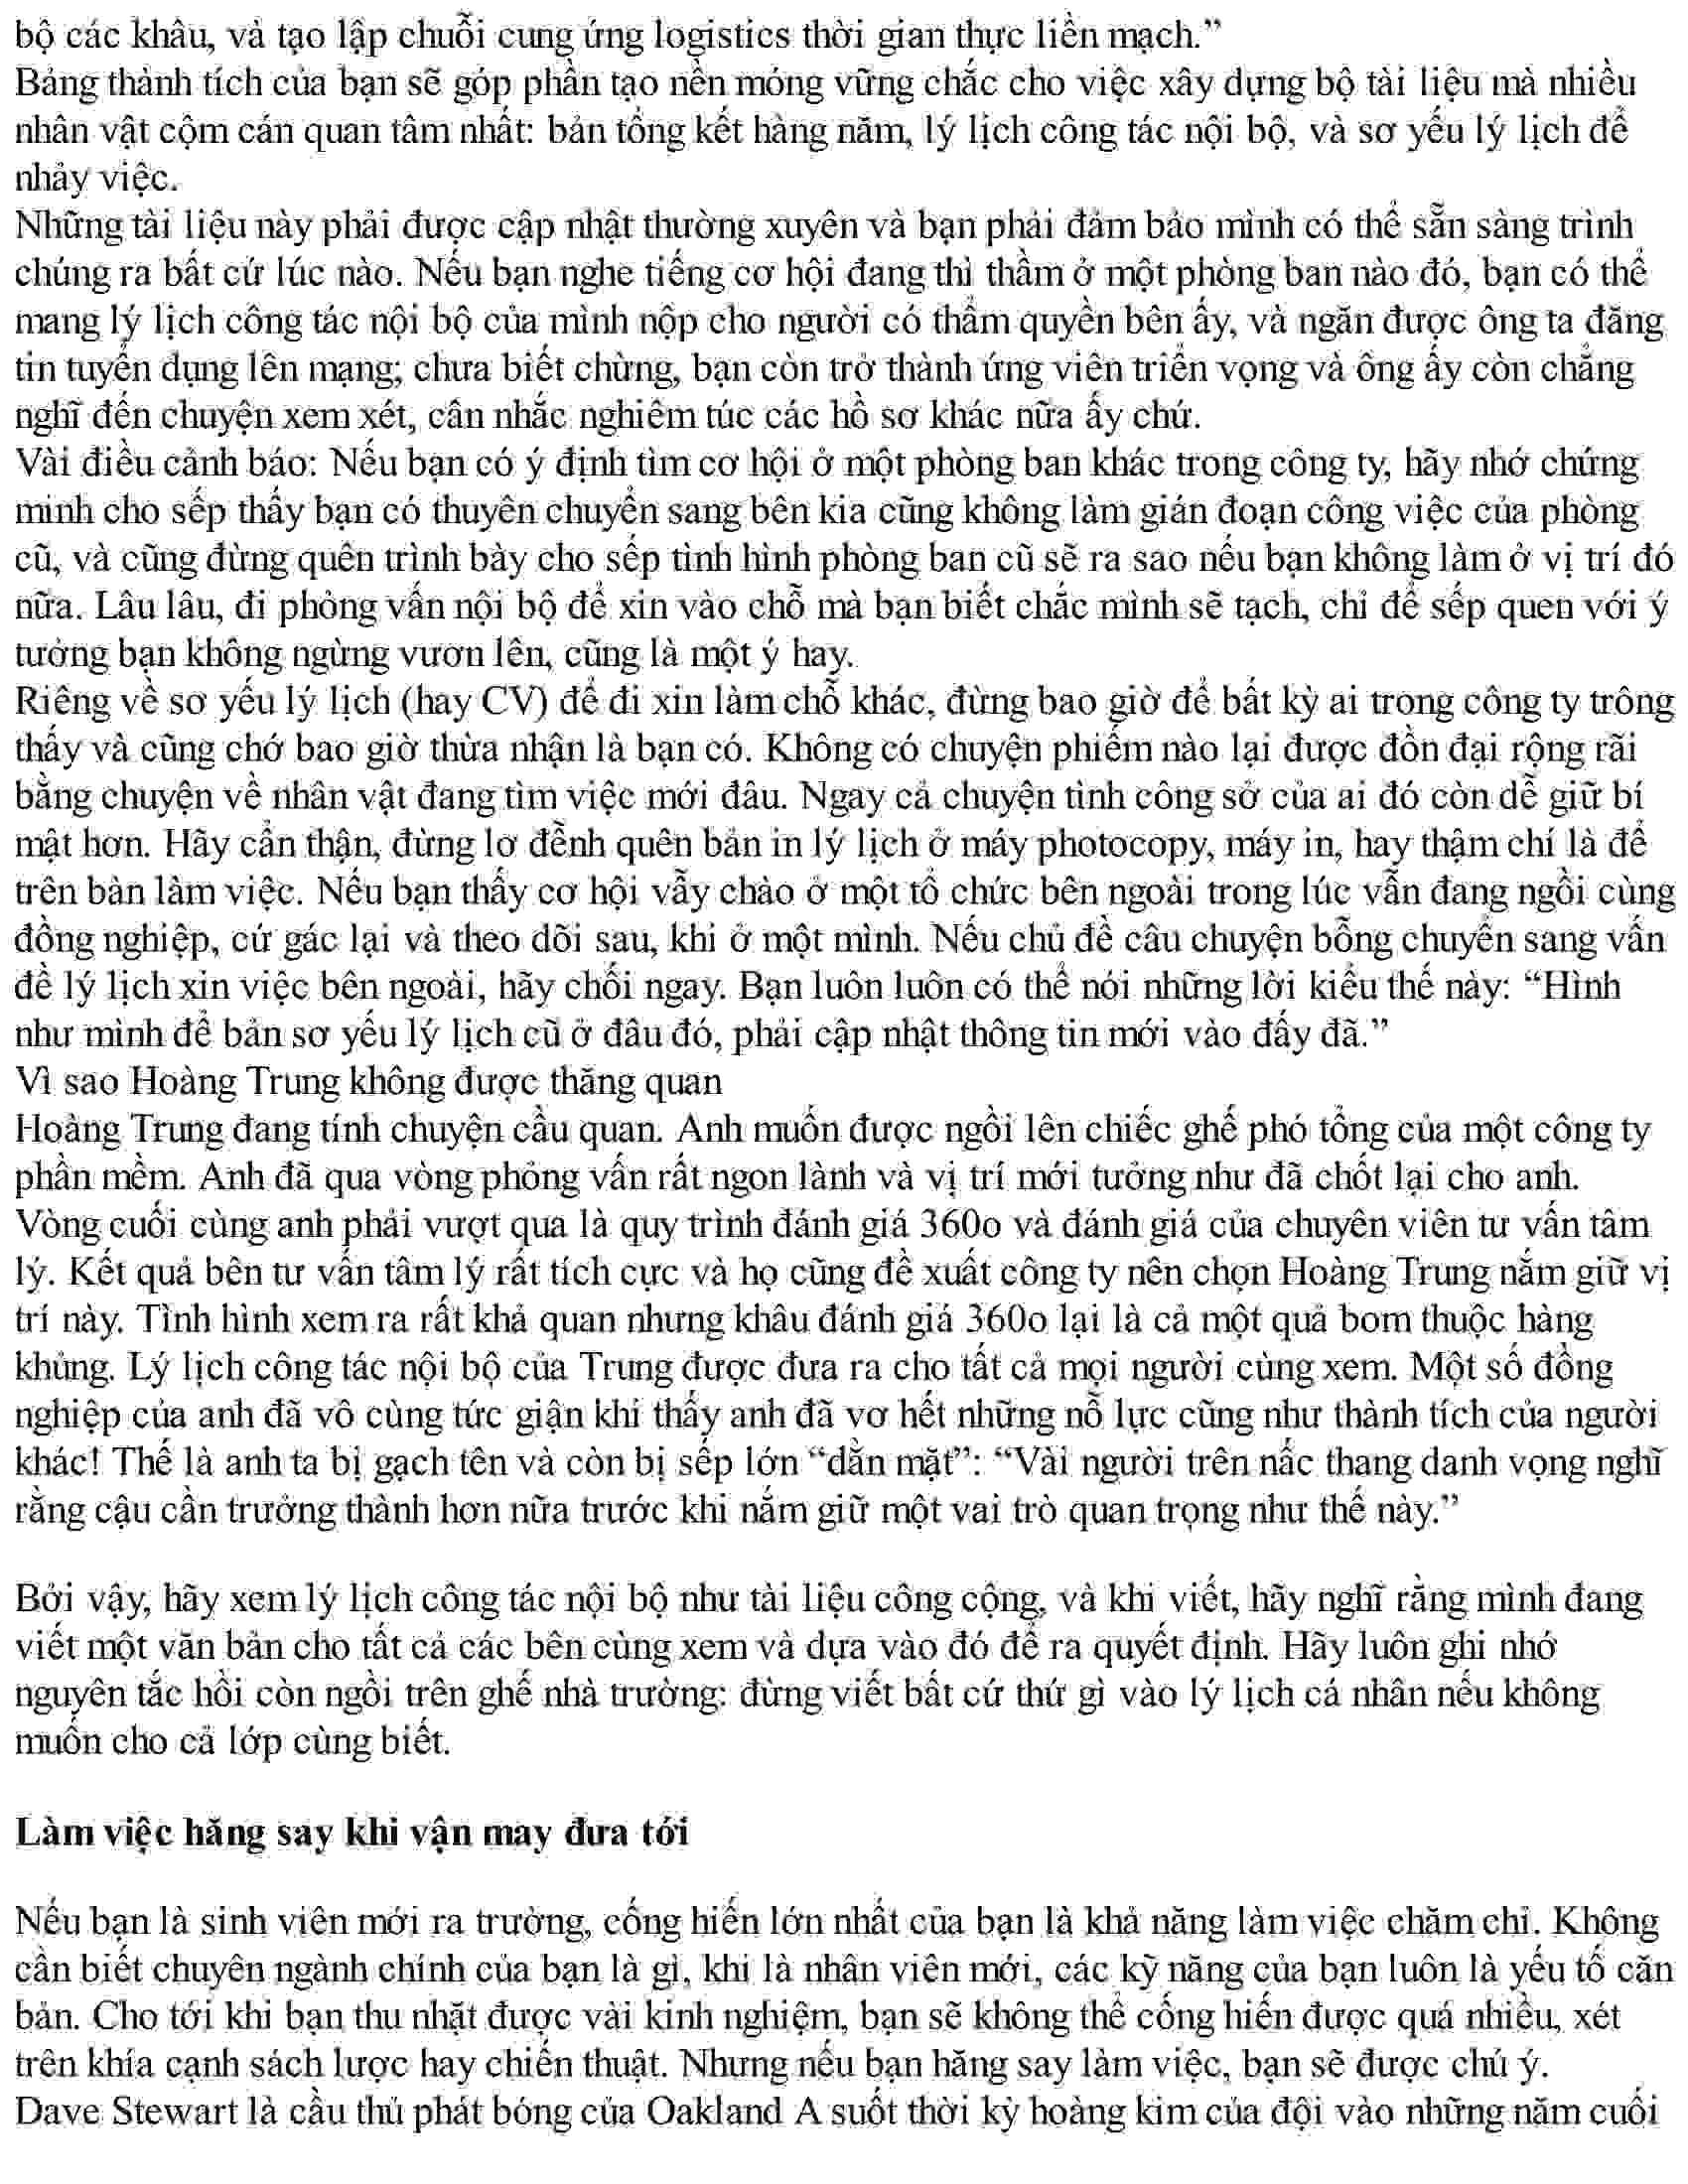 bộ các khâu, và tạo lập chuỗi cung ứng logistics thời gian thực liền mạch.”
Bảng thành tích của bạn sẽ góp phần tạo nền móng vững chắc cho việc xây dựng bộ tài liệu mà nhiều
nhân vật cộm cán quan tâm nhất: bản tổng kết hàng năm, lý lịch công tác nội bộ, và sơ yếu lý lịch để
nhảy việc.
Những tài liệu này phải được cập nhật thường xuyên và bạn phải đảm bảo mình có thể sẵn sàng trình
chúng ra bất cứ lúc nào. Nếu bạn nghe tiếng cơ hội đang thì thầm ở một phòng ban nào đó, bạn có thể
mang lý lịch công tác nội bộ của mình nộp cho người có thẩm quyền bên ấy, và ngăn được ông ta đăng
tin tuyển dụng lên mạng; chưa biết chừng, bạn còn trở thành ứng viên triển vọng và ông ấy còn chẳng
nghĩ đến chuyện xem xét, cân nhắc nghiêm túc các hồ sơ khác nữa ấy chứ.
Vài điều cảnh báo: Nếu bạn có ý định tìm cơ hội ở một phòng ban khác trong công ty, hãy nhớ chứng
minh cho sếp thấy bạn có thuyên chuyển sang bên kia cũng không làm gián đoạn công việc của phòng
cũ, và cũng đừng quên trình bày cho sếp tình hình phòng ban cũ sẽ ra sao nếu bạn không làm ở vị trí đó
nữa. Lâu lâu, đi phỏng vấn nội bộ để xin vào chỗ mà bạn biết chắc mình sẽ tạch, chỉ để sếp quen với ý
tưởng bạn không ngừng vươn lên, cũng là một ý hay.
Riêng về sơ yếu lý lịch (hay CV) để đi xin làm chỗ khác, đừng bao giờ để bất kỳ ai trong công ty trông
thấy và cũng chớ bao giờ thừa nhận là bạn có. Không có chuyện phiếm nào lại được đồn đại rộng rãi
bằng chuyện về nhân vật đang tìm việc mới đâu. Ngay cả chuyện tình công sở của ai đó còn dễ giữ bí
mật hơn. Hãy cẩn thận, đừng lơ đễnh quên bản in lý lịch ở máy photocopy, máy in, hay thậm chí là để
trên bàn làm việc. Nếu bạn thấy cơ hội vẫy chào ở một tổ chức bên ngoài trong lúc vẫn đang ngồi cùng
đồng nghiệp, cứ gác lại và theo dõi sau, khi ở một mình. Nếu chủ đề câu chuyện bỗng chuyển sang vấn
đề lý lịch xin việc bên ngoài, hãy chối ngay. Bạn luôn luôn có thể nói những lời kiểu thế này: “Hình
như mình để bản sơ yếu lý lịch cũ ở đâu đó, phải cập nhật thông tin mới vào đấy đã.”
Vì sao Hoàng Trung không được thăng quan
Hoàng Trung đang tính chuyện cầu quan. Anh muốn được ngồi lên chiếc ghế phó tổng của một công ty
phần mềm. Anh đã qua vòng phỏng vấn rất ngon lành và vị trí mới tưởng như đã chốt lại cho anh.
Vòng cuối cùng anh phải vượt qua là quy trình đánh giá 360o và đánh giá của chuyên viên tư vấn tâm
lý. Kết quả bên tư vấn tâm lý rất tích cực và họ cũng đề xuất công ty nên chọn Hoàng Trung nắm giữ vị
trí này. Tình hình xem ra rất khả quan nhưng khâu đánh giá 360o lại là cả một quả bom thuộc hàng
khủng. Lý lịch công tác nội bộ của Trung được đưa ra cho tất cả mọi người cùng xem. Một số đồng
nghiệp của anh đã vô cùng tức giận khi thấy anh đã vơ hết những nỗ lực cũng như thành tích của người
khác! Thế là anh ta bị gạch tên và còn bị sếp lớn “dằn mặt”: “Vài người trên nấc thang danh vọng nghĩ
rằng cậu cần trưởng thành hơn nữa trước khi nắm giữ một vai trò quan trọng như thế này.”
Bởi vậy, hãy xem lý lịch công tác nội bộ như tài liệu công cộng, và khi viết, hãy nghĩ rằng mình đang
viết một văn bản cho tất cả các bên cùng xem và dựa vào đó để ra quyết định. Hãy luôn ghi nhớ
nguyên tắc hồi còn ngồi trên ghế nhà trường: đừng viết bất cứ thứ gì vào lý lịch cá nhân nếu không
muốn cho cả lớp cùng biết.
Làm việc hăng say khi vận may đưa tới
Nếu bạn là sinh viên mới ra trường, cống hiến lớn nhất của bạn là khả năng làm việc chăm chỉ. Không
cần biết chuyên ngành chính của bạn là gì, khi là nhân viên mới, các kỹ năng của bạn luôn là yếu tố căn
bản. Cho tới khi bạn thu nhặt được vài kinh nghiệm, bạn sẽ không thể cống hiến được quá nhiều, xét
trên khía cạnh sách lược hay chiến thuật. Nhưng nếu bạn hăng say làm việc, bạn sẽ được chú ý.
Dave Stewart là cầu thủ phát bóng của Oakland A suốt thời kỳ hoàng kim của đội vào những năm cuối